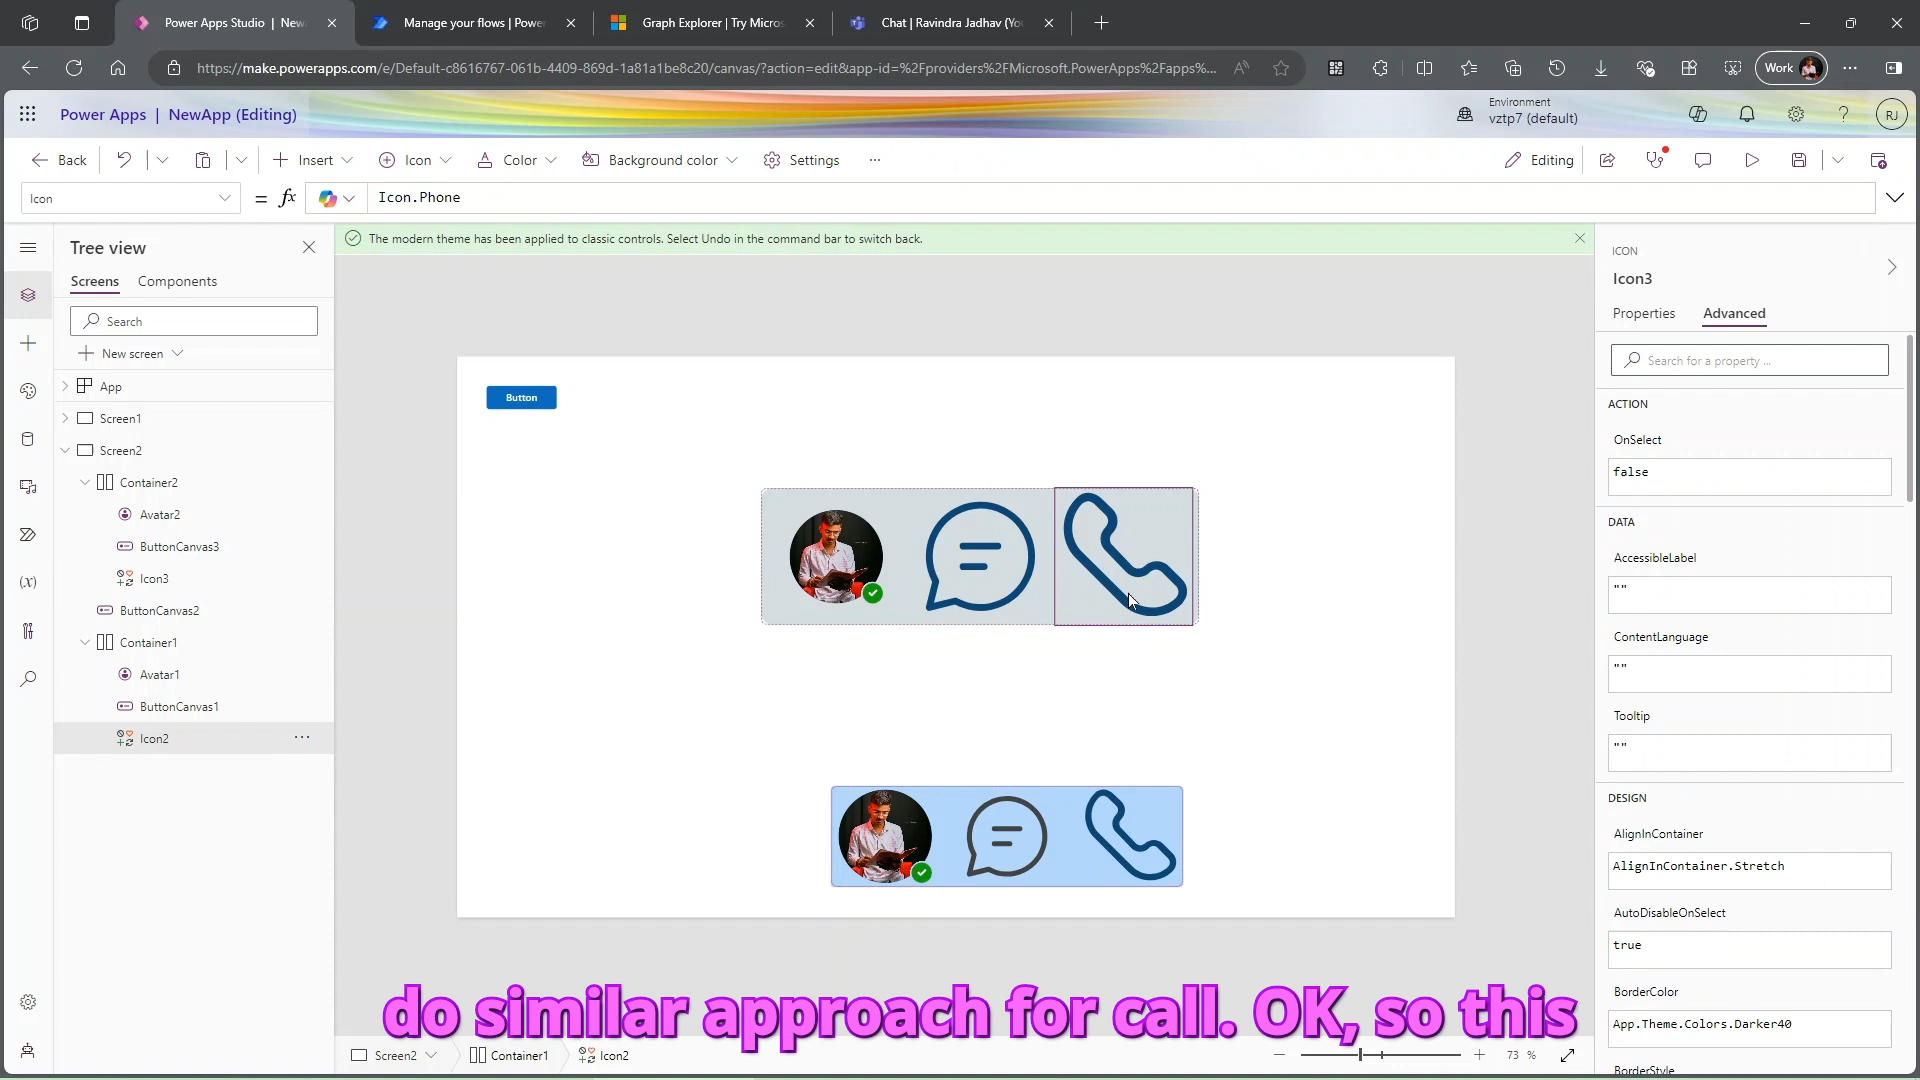 Power Apps Studio | New
Manage your flows | Power
Graph Explorer | Try Micros
Chat | Ravindra Jadhav (Yo
https://make.powerapps.com/e/Default-c8616767-061b-4409-869d-1a81a1be8c20/canvas/?action=edit&app-id=%2Fproviders%2FMicrosoft.PowerApps%2Fapps%...
Work
Power Apps | NewApp (Editing)
Environment
vztp7 (default)
RJ
Back
Insert
Icon
Color
Background color
Settings
Editing
Icon
= fx
Icon.Phone
Tree view
The modern theme has been applied to classic controls. Select Undo in the command bar to switch back.
Screens
Components
Search
New screen
App
Screen1
Screen2
Container2
Avatar2
ButtonCanvas3
Icon3
ButtonCanvas2
Container1
Avatar1
ButtonCanvas1
Icon2
Button
ICON
Icon3
Properties
Advanced
Search for a property ...
ACTION
OnSelect
false
DATA
AccessibleLabel
""
ContentLanguage
""
Tooltip
""
DESIGN
AlignInContainer
AlignInContainer.Stretch
AutoDisableOnSelect
true
BorderColor
App.Theme.Colors.Darker40
BorderStyle
do similar approach for call. OK, so this
Screen2
Container1
Icon2
73 %